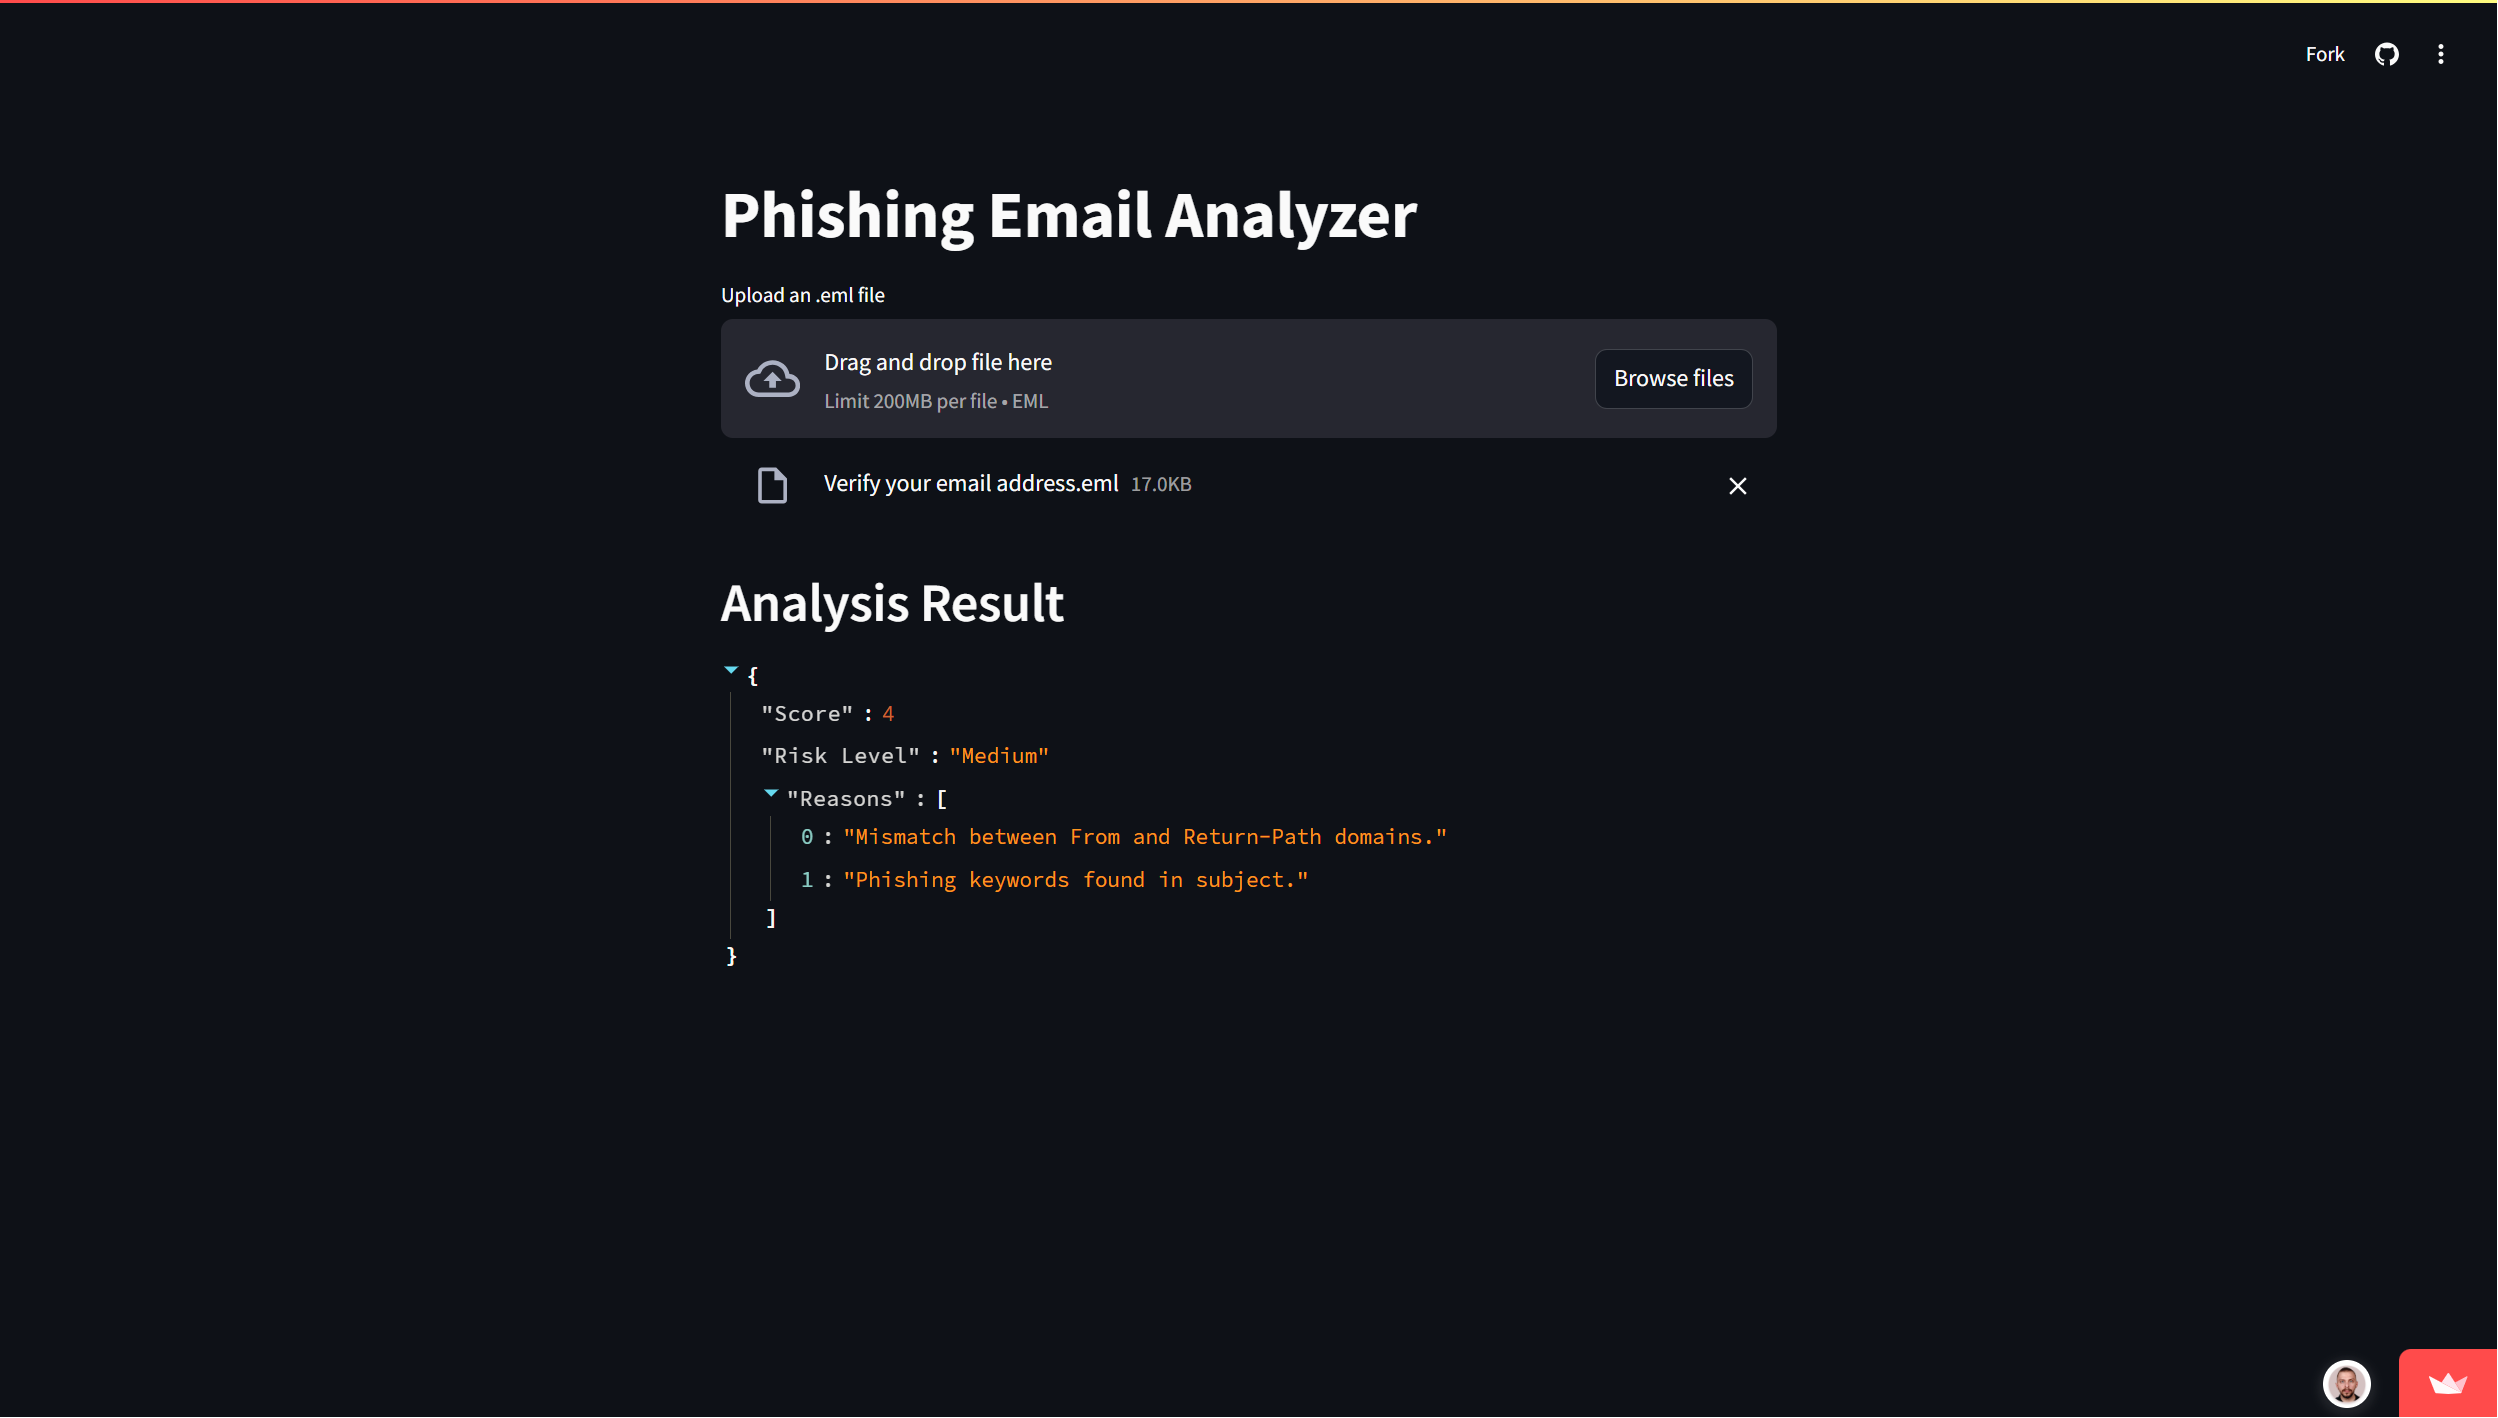 Fork
Phishing Email Analyzer
Upload an .eml file
Drag and drop file here
Limit 200MB per file • EML
Browse files
Verify your email address.eml 17.0KB
Analysis Result
{
"Score" : 4
"Risk Level" : "Medium"
"Reasons" : [
0 : "Mismatch between From and Return-Path domains."
1 : "Phishing keywords found in subject."
]
}